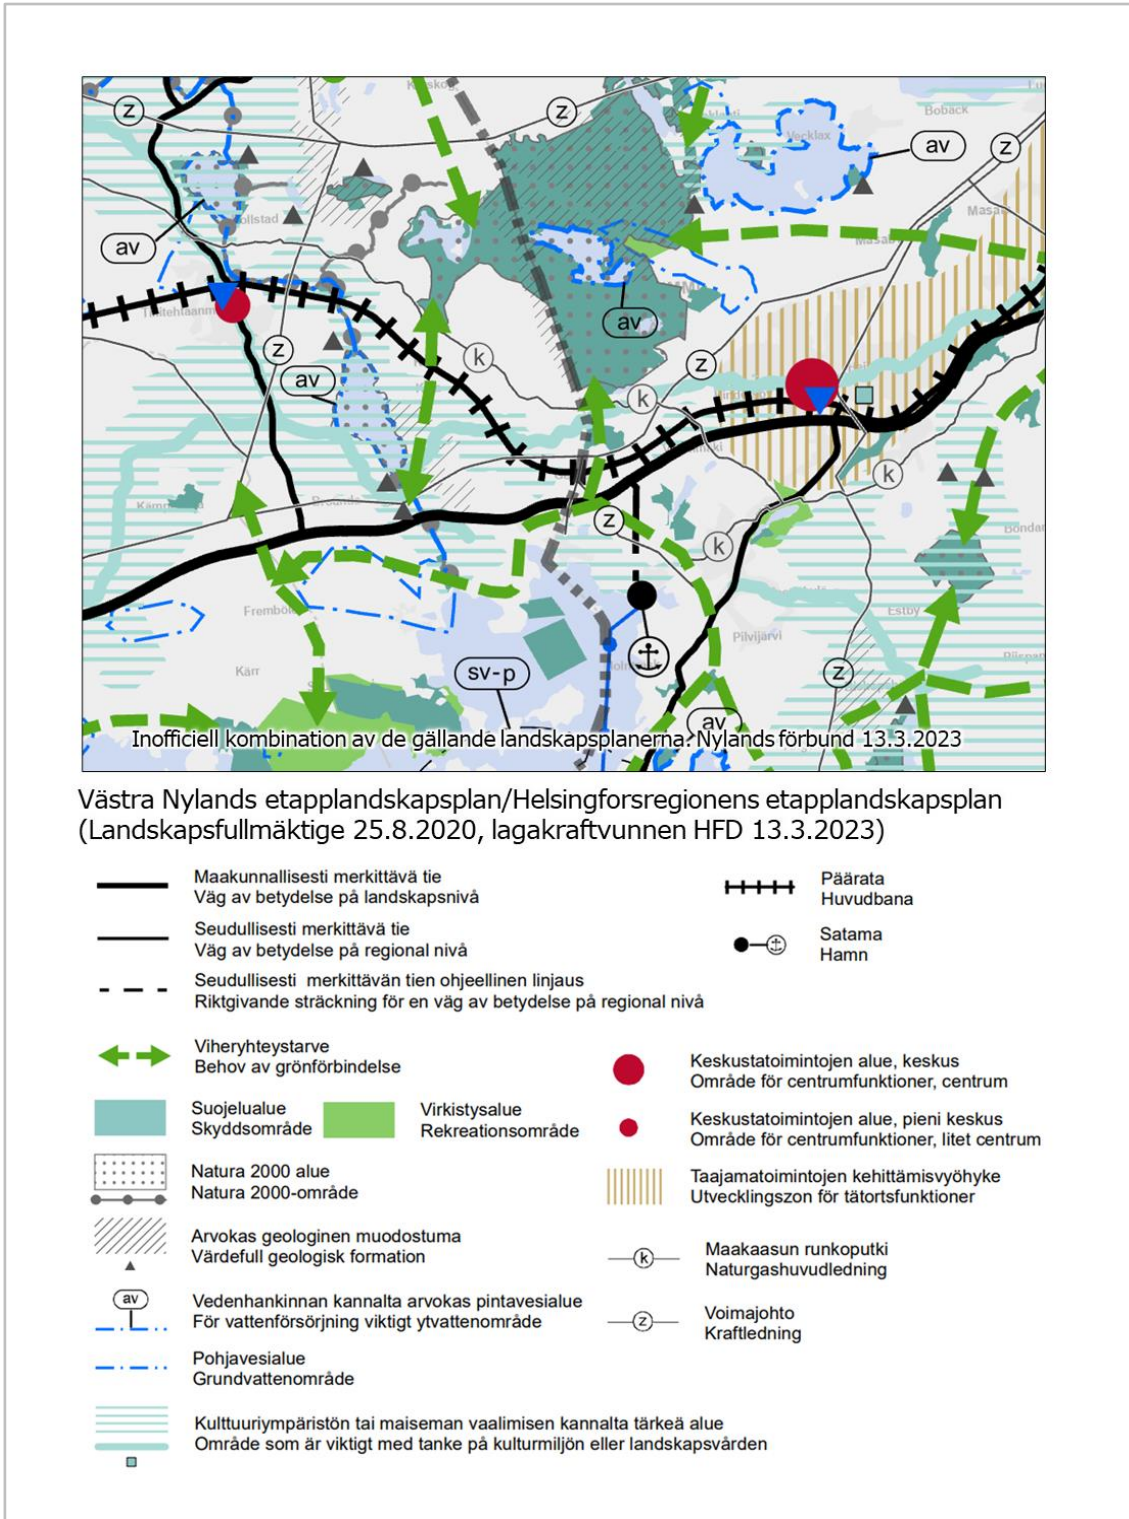 z
z
Bobäck
av
z
Vecklax
av
Masab
z
k
av
z
av
k
Kärr
z
k
k
Frembö
Estby
Pilvijärvi
z
sv-p
av
Inofficiell kombination av de gällande landskapsplanerna. Nylands förbund 13.3.2023
Västra Nylands etapplandskapsplan/Helsingforsregionens etapplandskapsplan
(Landskapsfullmäktige 25.8.2020, lagakraftvunnen HFD 13.3.2023)
Maakunnallisesti merkittävä tie
Väg av betydelse på landskapsnivå
Seudullisesti merkittävä tie
Väg av betydelse på regional nivå
Seudullisesti merkittävän tien ohjeellinen linjaus
Riktgivande sträckning för en väg av betydelse på regional nivå
Päärata
Huvudbana
Satama
Hamn
Viheryhteystarve
Behov av grönförbindelse
Suojelualue
Skyddsområde
Virkistysalue
Rekreationsområde
Natura 2000 alue
Natura 2000-område
Arvokas geologinen muodostuma
Värdefull geologisk formation
av
Vedenhankinnan kannalta arvokas pintavesialue
För vattenförsörjning viktigt ytvattenområde
Pohjavesialue
Grundvattenområde
Kulttuuriympäristön tai maiseman vaalimisen kannalta tärkeä alue
Område som är viktigt med tanke på kulturmiljön eller landskapsvården
Keskustatoimintojen alue, keskus
Område för centrumfunktioner, centrum
Keskustatoimintojen alue, pieni keskus
Område för centrumfunktioner, litet centrum
Taajamatoimintojen kehittämisvyöhyke
Utvecklingszon för tätortsfunktioner
k
Maakaasun runkoputki
Naturgashuvudledning
z
Voimajohto
Kraftledning